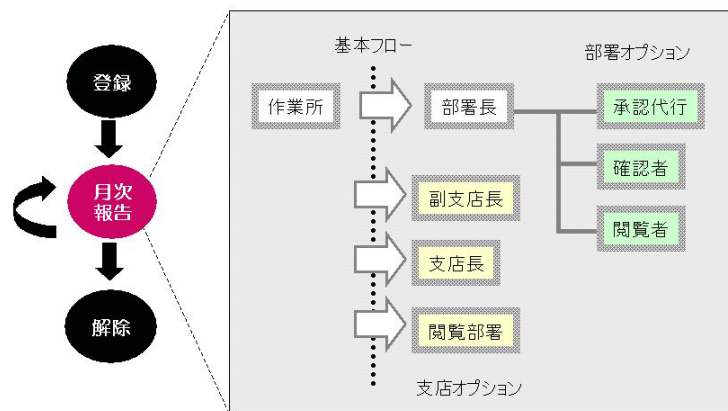 登録
月次
報告
解除
基本フロー
部署オプション
作業所
部署長
承認代行
確認者
閲覧者
副支店長
支店長
閲覧部署
支店オプション